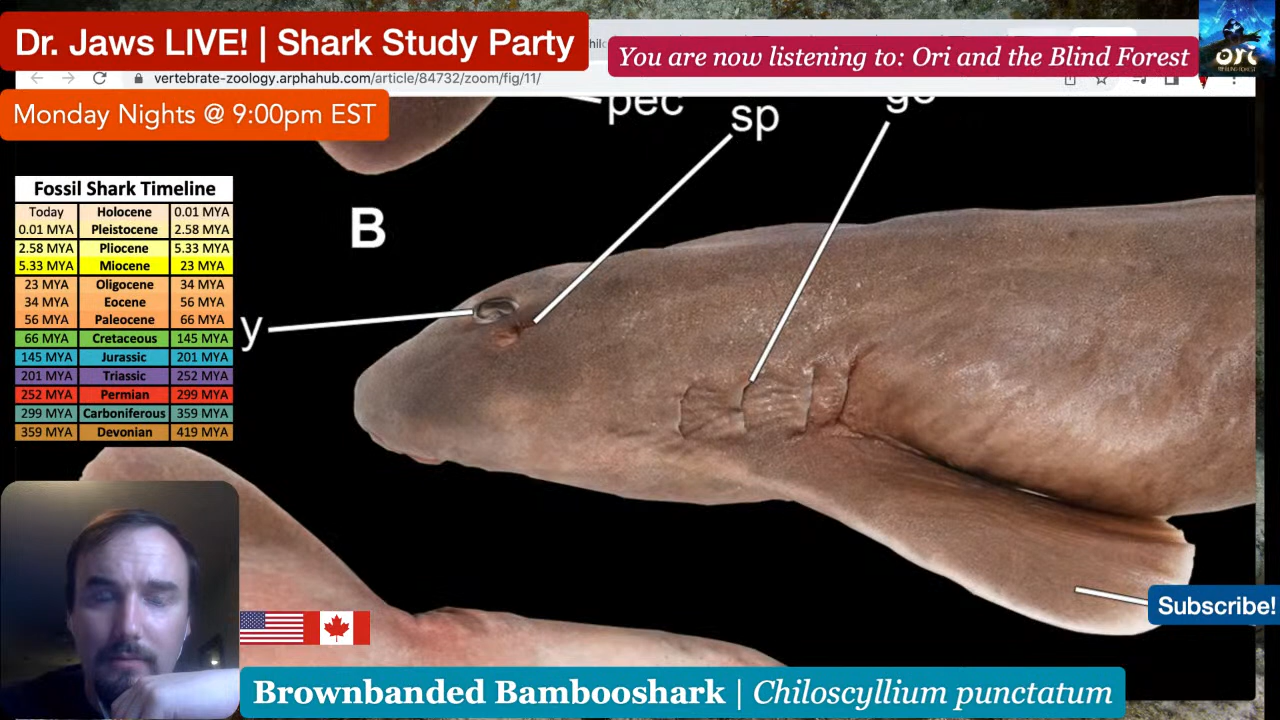 Dr. Jaws LIVE! | Shark Study Party
You are now listening to: Ori and the Blind Forest
ori
vertebrate-zoology.arphahub.com/article/84732/zoom/fig/11/
Monday Nights @ 9:00pm EST
pec
sp
B
y
Fossil Shark Timeline
Today Holocene 0.01 MYA
0.01 MYA Pleistocene 2.58 MYA
2.58 MYA Pliocene 5.33 MYA
5.33 MYA Miocene 23 MYA
23 MYA Oligocene 34 MYA
34 MYA Eocene 56 MYA
56 MYA Paleocene 66 MYA
66 MYA Cretaceous 145 MYA
145 MYA Jurassic 201 MYA
201 MYA Triassic 252 MYA
252 MYA Permian 299 MYA
299 MYA Carboniferous 359 MYA
359 MYA Devonian 419 MYA
Subscribe!
Brownbanded Bambooshark | Chiloscyllium punctatum